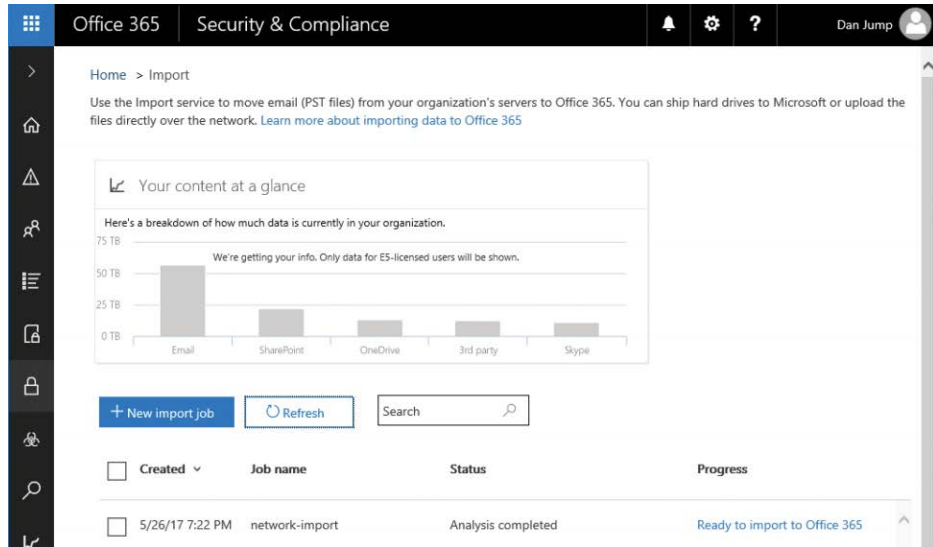 Office 365 Security & Compliance ? Dan Jump
Home > Import
Use the Import service to move email (PST files) from your organization's servers to Office 365. You can ship hard drives to Microsoft or upload the
files directly over the network. Learn more about importing data to Office 365
Your content at a glance
Here's a breakdown of how much data is currently in your organization.
75 TB
We're getting your info. Only data for E5-licensed users will be shown.
50 TB
25 TB
0 TB
Email SharePoint OneDrive 3rd party Skype
+ New import job Refresh Search
Created Job name Status Progress
5/26/17 7:22 PM network-import Analysis completed Ready to import to Office 365